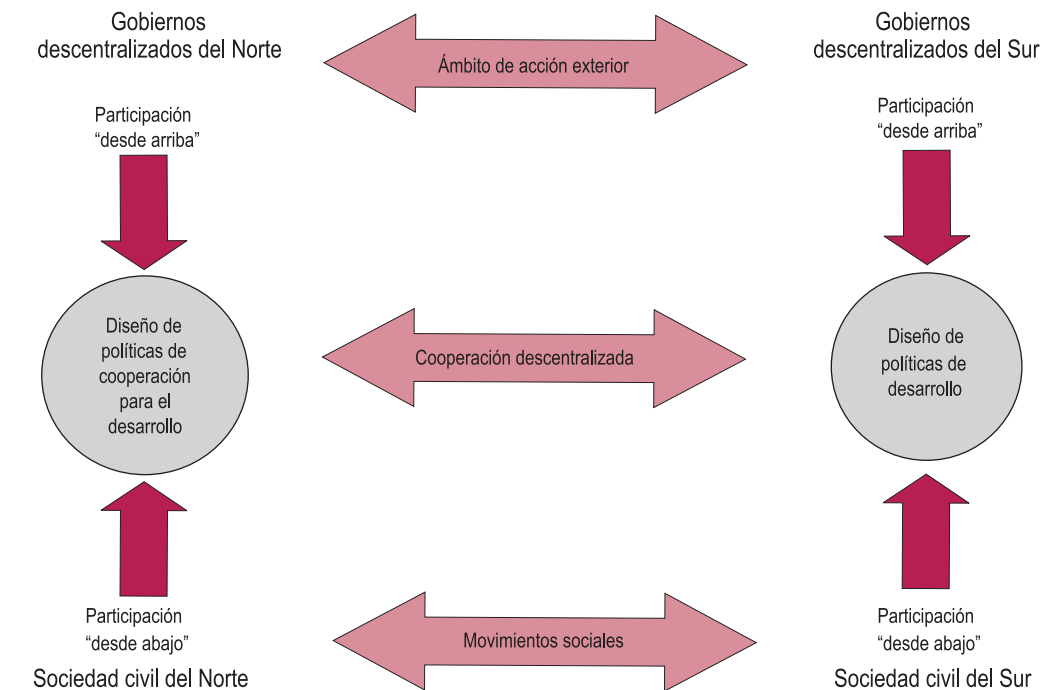 Gobiernos
descentralizados del Norte
Ámbito de acción exterior
Gobiernos
descentralizados del Sur
Participación
“desde arriba”
Participación
“desde arriba”
Diseño de
políticas de
cooperación
para el
desarrollo
Cooperación descentralizada
Diseño de
políticas de
desarrollo
Participación
“desde abajo”
Sociedad civil del Norte
Movimientos sociales
Participación
“desde abajo”
Sociedad civil del Sur